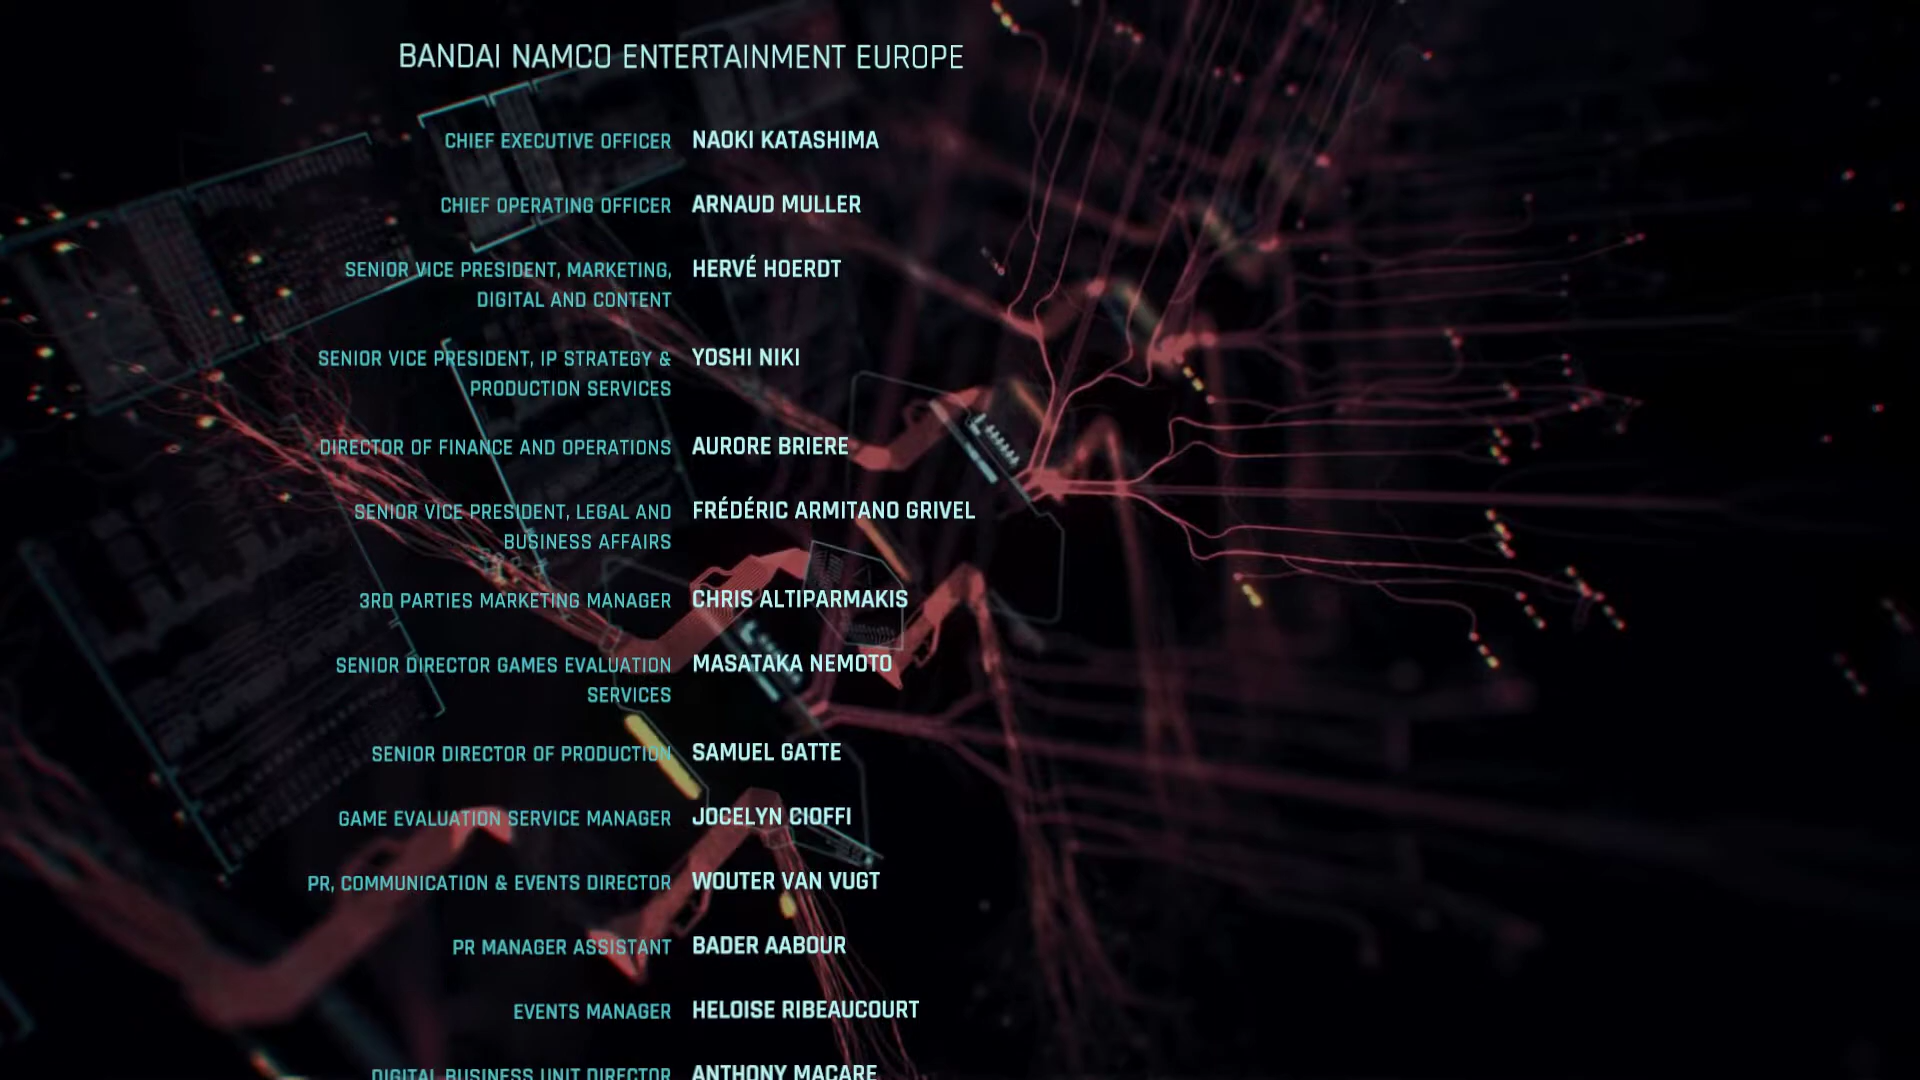 BANDAI NAMCO ENTERTAINMENT EUROPE
CHIEF EXECUTIVE OFFICER NAOKI KATASHIMA
CHIEF OPERATING OFFICER ARNAUD MULLER
SENIOR VICE PRESIDENT, MARKETING, HERVÉ HOERDT
DIGITAL AND CONTENT
SENIOR VICE PRESIDENT, IP STRATEGY & YOSHI NIKI
PRODUCTION SERVICES
DIRECTOR OF FINANCE AND OPERATIONS AURORE BRIERE
SENIOR VICE PRESIDENT, LEGAL AND FRÉDÉRIC ARMITANO GRIVEL
BUSINESS AFFAIRS
3RD PARTIES MARKETING MANAGER CHRIS ALTIPARMAKIS
SENIOR DIRECTOR GAMES EVALUATION MASATAKA NEMOTO
SERVICES
SENIOR DIRECTOR OF PRODUCTION SAMUEL GATTE
GAME EVALUATION SERVICE MANAGER JOCELYN CIOFFI
PR, COMMUNICATION & EVENTS DIRECTOR WOUTER VAN VUGT
PR MANAGER ASSISTANT BADER AABOUR
EVENTS MANAGER HELOISE RIBEAUCOURT
DIGITAL BUSINESS UNIT DIRECTOR ANTHONY MACARE